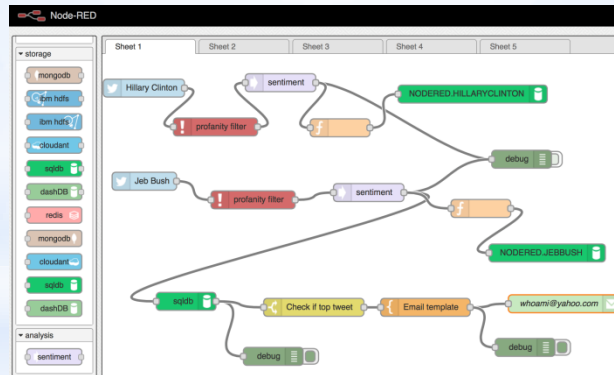 Node-RED
storage
mongodb
ibm hdfs
ibm hdfs
cloudant
sqldb
dashDB
redis
mongodb
cloudant
sqldb
dashDB
analysis
sentiment
Sheet 1
Sheet 2
Sheet 3
Sheet 4
Sheet 5
Hillary Clinton
sentiment
NODERED.HILLARYCLINTON
profanity filter
f
debug
Jeb Bush
profanity filter
sentiment
f
NODERED.JEBBUSH
sqldb
Check if top tweet
Email template
whoami@yahoo.com
debug
debug